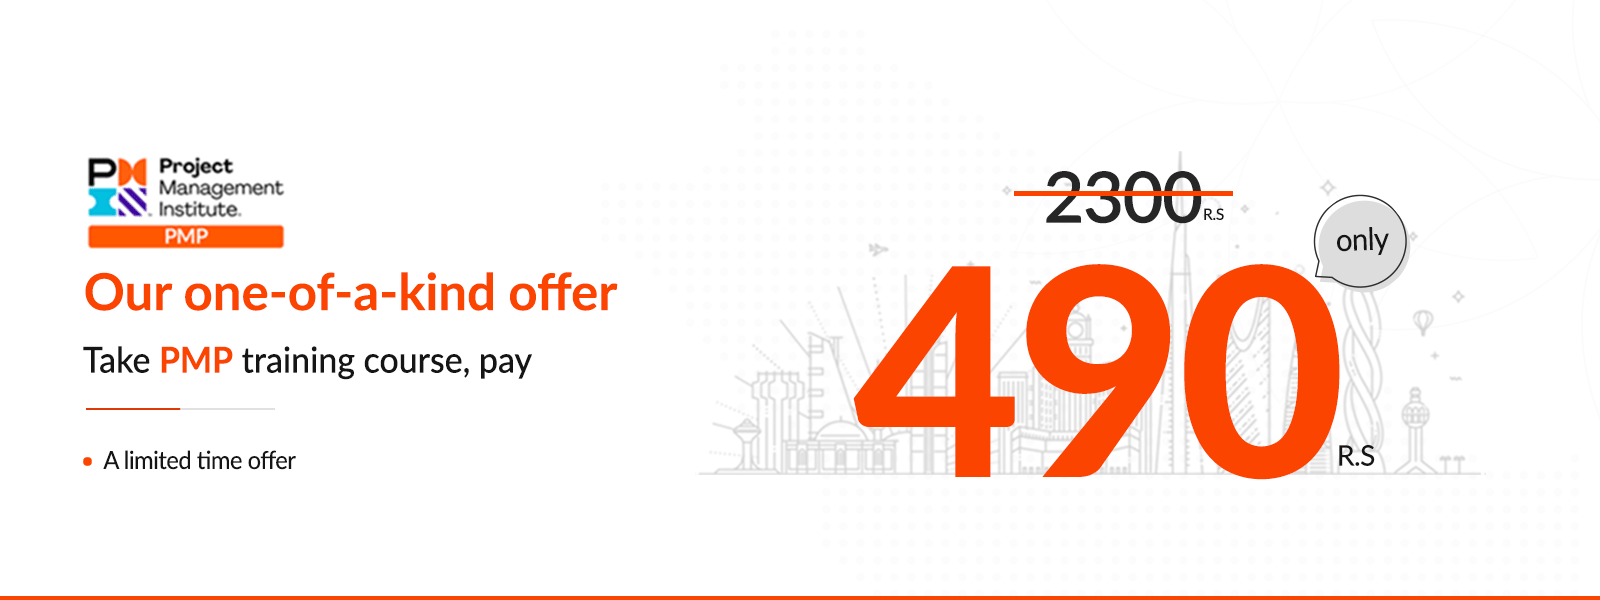 Project
Management
Institute.
PMP
Our one-of-a-kind offer
Take PMP training course, pay
A limited time offer
2300 R.S
only
490 R.S